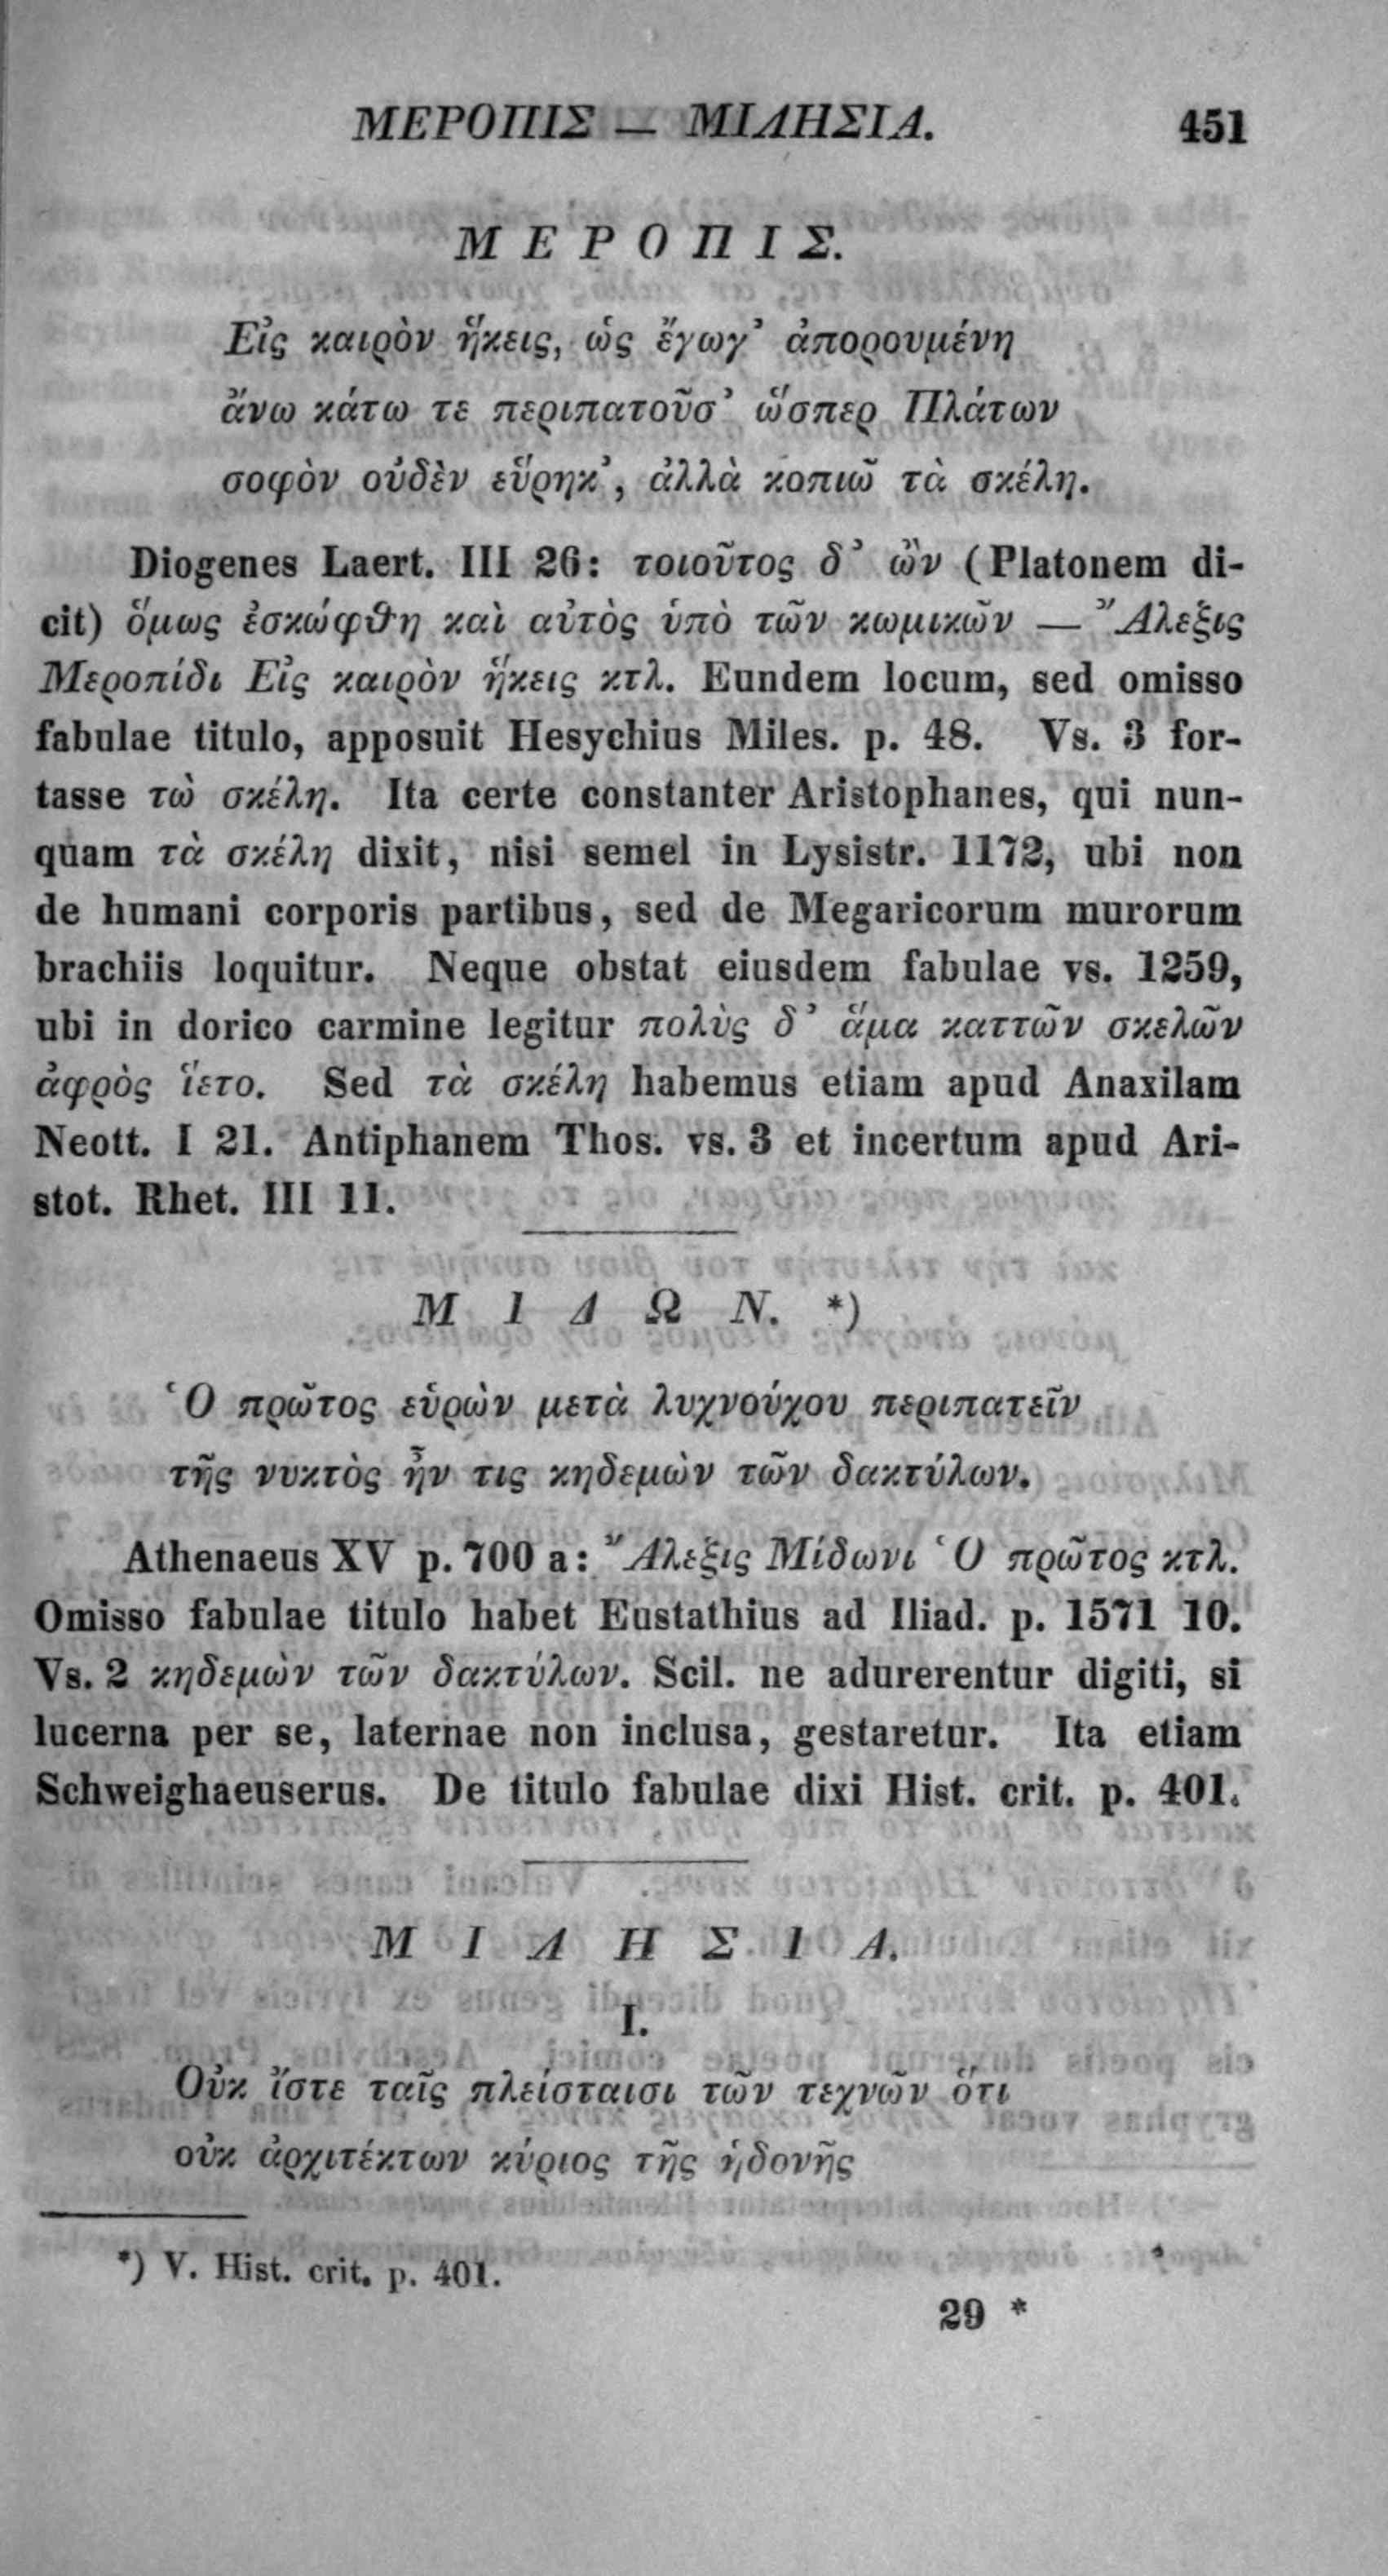 ΜΕΡΟΠΙΣ — ΜΙΛΗΣΙΑ. 451
ΜΕΡΟΠΙΣ.
Εἰς καιρὸν ἥκεις, ὡς ἔγωγ᾽ ἀπορουμένη
ἄνω κάτω τε περιπατοῦσ᾽ ὥσπερ Πλάτων
σοφὸν οὐδὲν εὕρηκ᾽, ἀλλὰ κοπιῶ τὰ σκέλη.
Diogenes Laert. III 26: τοιοῦτος δ᾽ ὢν (Platonem di-
cit) ὅμως ἐσκώφθη καὶ αὐτὸς ὑπὸ τῶν κωμικῶν — Ἄλεξις
Μεροπίδι Εἰς καιρὸν ἥκεις κτλ. Eundem locum, sed omisso
fabulae titulo, apposuit Hesychius Miles. p. 48. Vs. 3 for-
tasse τὼ σκέλη. Ita certe constanter Aristophanes, qui nun-
quam τὰ σκέλη dixit, nisi semel in Lysistr. 1172, ubi non
de humani corporis partibus, sed de Megaricorum murorum
brachiis loquitur. Neque obstat eiusdem fabulae vs. 1259,
ubi in dorico carmine legitur πολὺς δ᾽ ἅμα καττῶν σκελῶν
ἀφρὸς ἵετο. Sed τὰ σκέλη habemus etiam apud Anaxilam
Neott. I 21. Antiphanem Thos. vs. 3 et incertum apud Ari-
stot. Rhet. III 11.
ΜΙΔΩΝ. *)
Ὁ πρῶτος εὑρὼν μετὰ λυχνούχου περιπατεῖν
τῆς νυκτὸς ἦν τις κηδεμὼν τῶν δακτύλων.
Athenaeus XV p. 700 a: Ἄλεξις Μίδωνι Ὁ πρῶτος κτλ.
Omisso fabulae titulo habet Eustathius ad Iliad. p. 1571 10.
Vs. 2 κηδεμὼν τῶν δακτύλων. Scil. ne adurerentur digiti, si
lucerna per se, laternae non inclusa, gestaretur. Ita etiam
Schweighaeuserus. De titulo fabulae dixi Hist. crit. p. 401.
ΜΙΛΗΣΙΑ.
I.
Οὐκ ἴστε ταῖς πλείσταισι τῶν τεχνῶν ὅτι
οὐκ ἀρχιτέκτων κύριος τῆς ἡδονῆς
*) V. Hist. crit. p. 401.
29 *